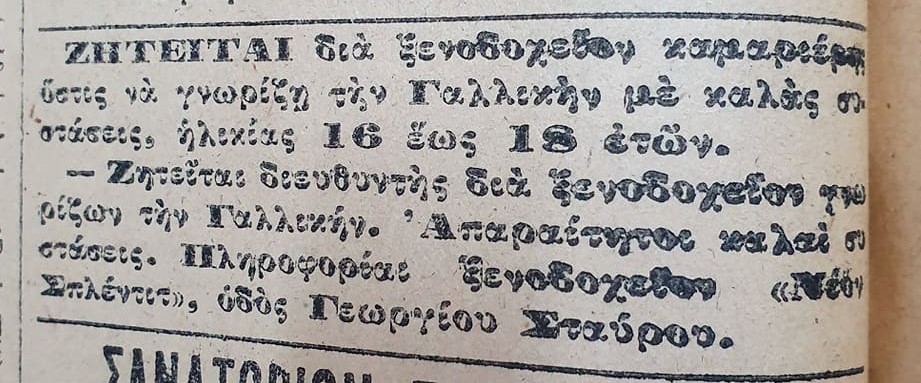 ΖΗΤΕΙΤΑΙ διὰ ξενοδοχεῖον καμαριέρης
ὅστις νὰ γνωρίζῃ τὴν Γαλλικὴν μὲ καλὰς συ-
στάσεις, ἡλικίας 16 ἕως 18 ἐτῶν.
— Ζητεῖται διευθυντὴς διὰ ξενοδοχεῖον γνω
ρίζων τὴν Γαλλικήν. Ἀπαραίτητοι καλαὶ συ
στάσεις. Πληροφορίαι ξενοδοχεῖον «Νέον
Σπλέντιτ», ὁδὸς Γεωργίου Σταύρου.
ΣΑΝΑΤΟΡΙΟΝ